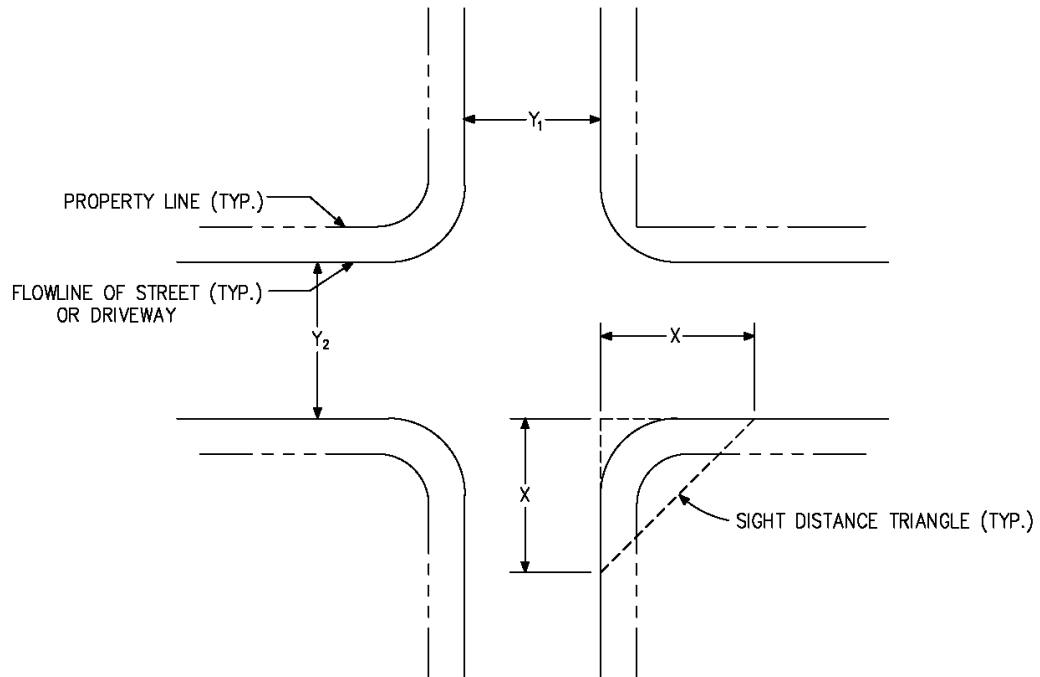 Y₁
PROPERTY LINE (TYP.)
FLOWLINE OF STREET (TYP.)
OR DRIVEWAY
Y₂
X
X
SIGHT DISTANCE TRIANGLE (TYP.)